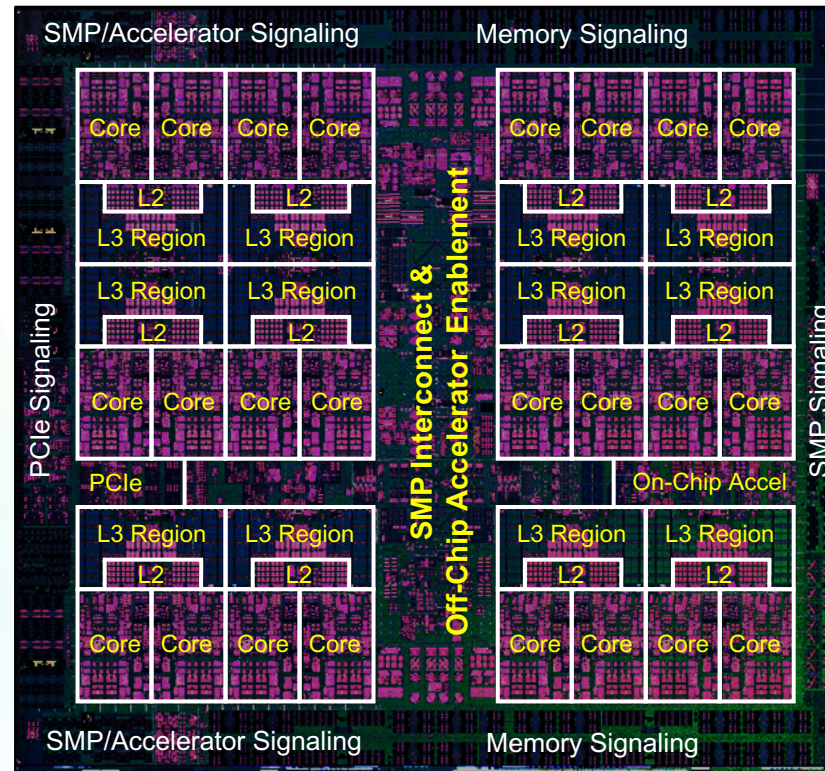 SMP/Accelerator Signaling
Memory Signaling
Core Core Core Core
Core Core Core Core
L2 L2
L2 L2
L3 Region L3 Region
L3 Region L3 Region
L3 Region L3 Region
L3 Region L3 Region
L2 L2
L2 L2
Core Core Core Core
Core Core Core Core
PCIe Signaling
SMP Interconnect &
Off-Chip Accelerator Enablement
SMP Signaling
PCIe
On-Chip Accel
L3 Region L3 Region
L3 Region L3 Region
L2 L2
L2 L2
Core Core Core Core
Core Core Core Core
SMP/Accelerator Signaling
Memory Signaling